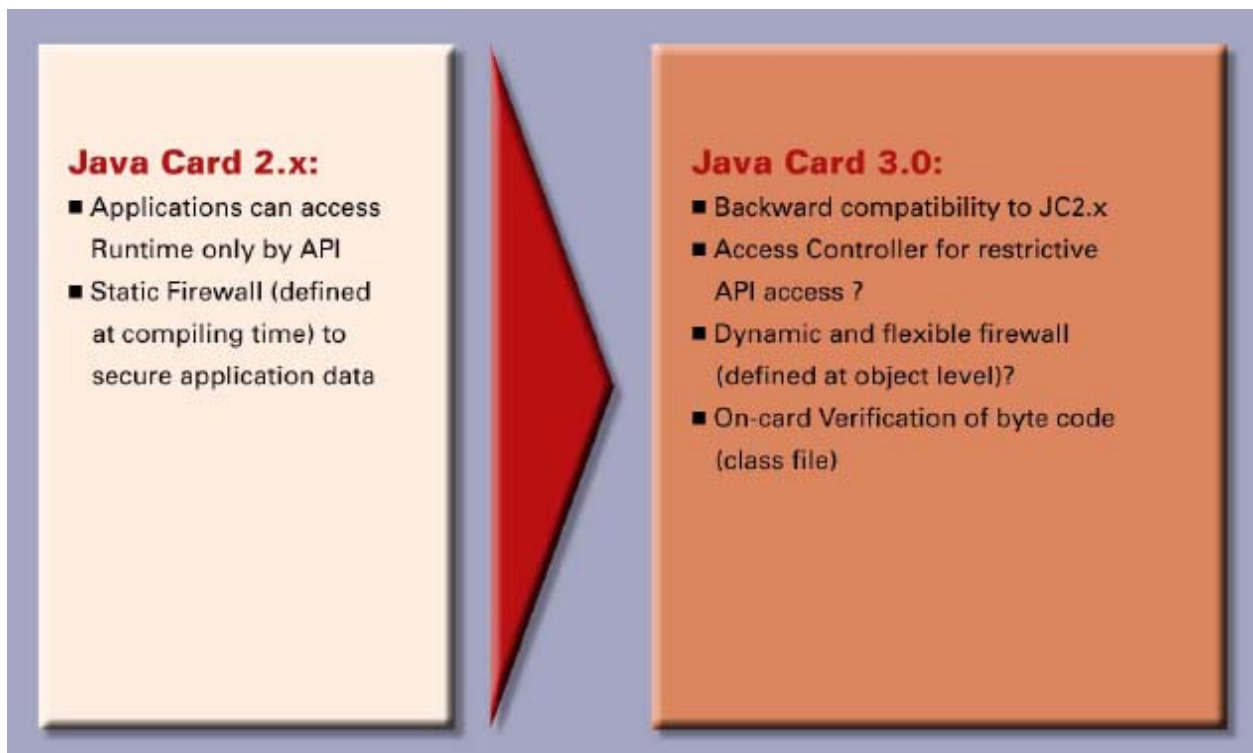 Java Card 2.x:
■ Applications can access
Runtime only by API
■ Static Firewall (defined
at compiling time) to
secure application data
Java Card 3.0:
■ Backward compatibility to JC2.x
■ Access Controller for restrictive
API access ?
■ Dynamic and flexible firewall
(defined at object level)?
■ On-card Verification of byte code
(class file)